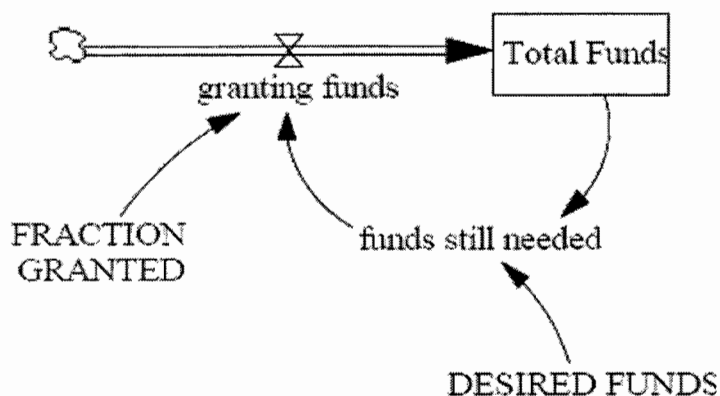 Total Funds
granting funds
FRACTION
GRANTED
funds still needed
DESIRED FUNDS